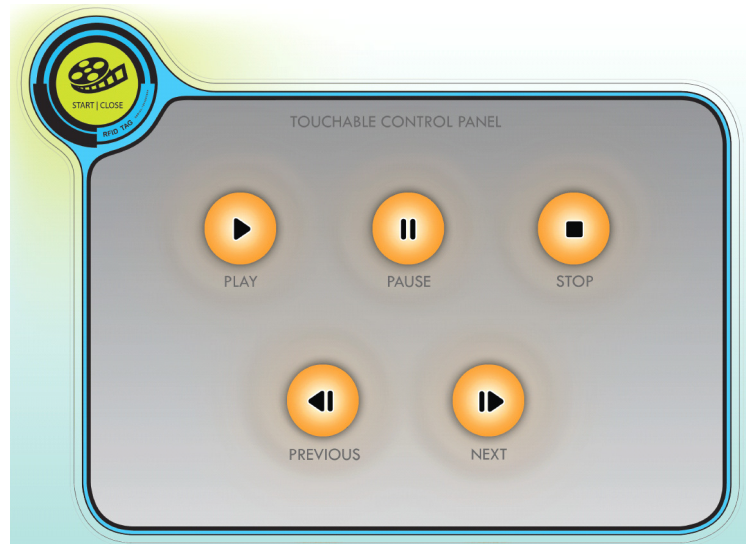 START | CLOSE
RFID TAG
TOUCHABLE CONTROL PANEL
PLAY
PAUSE
STOP
PREVIOUS
NEXT